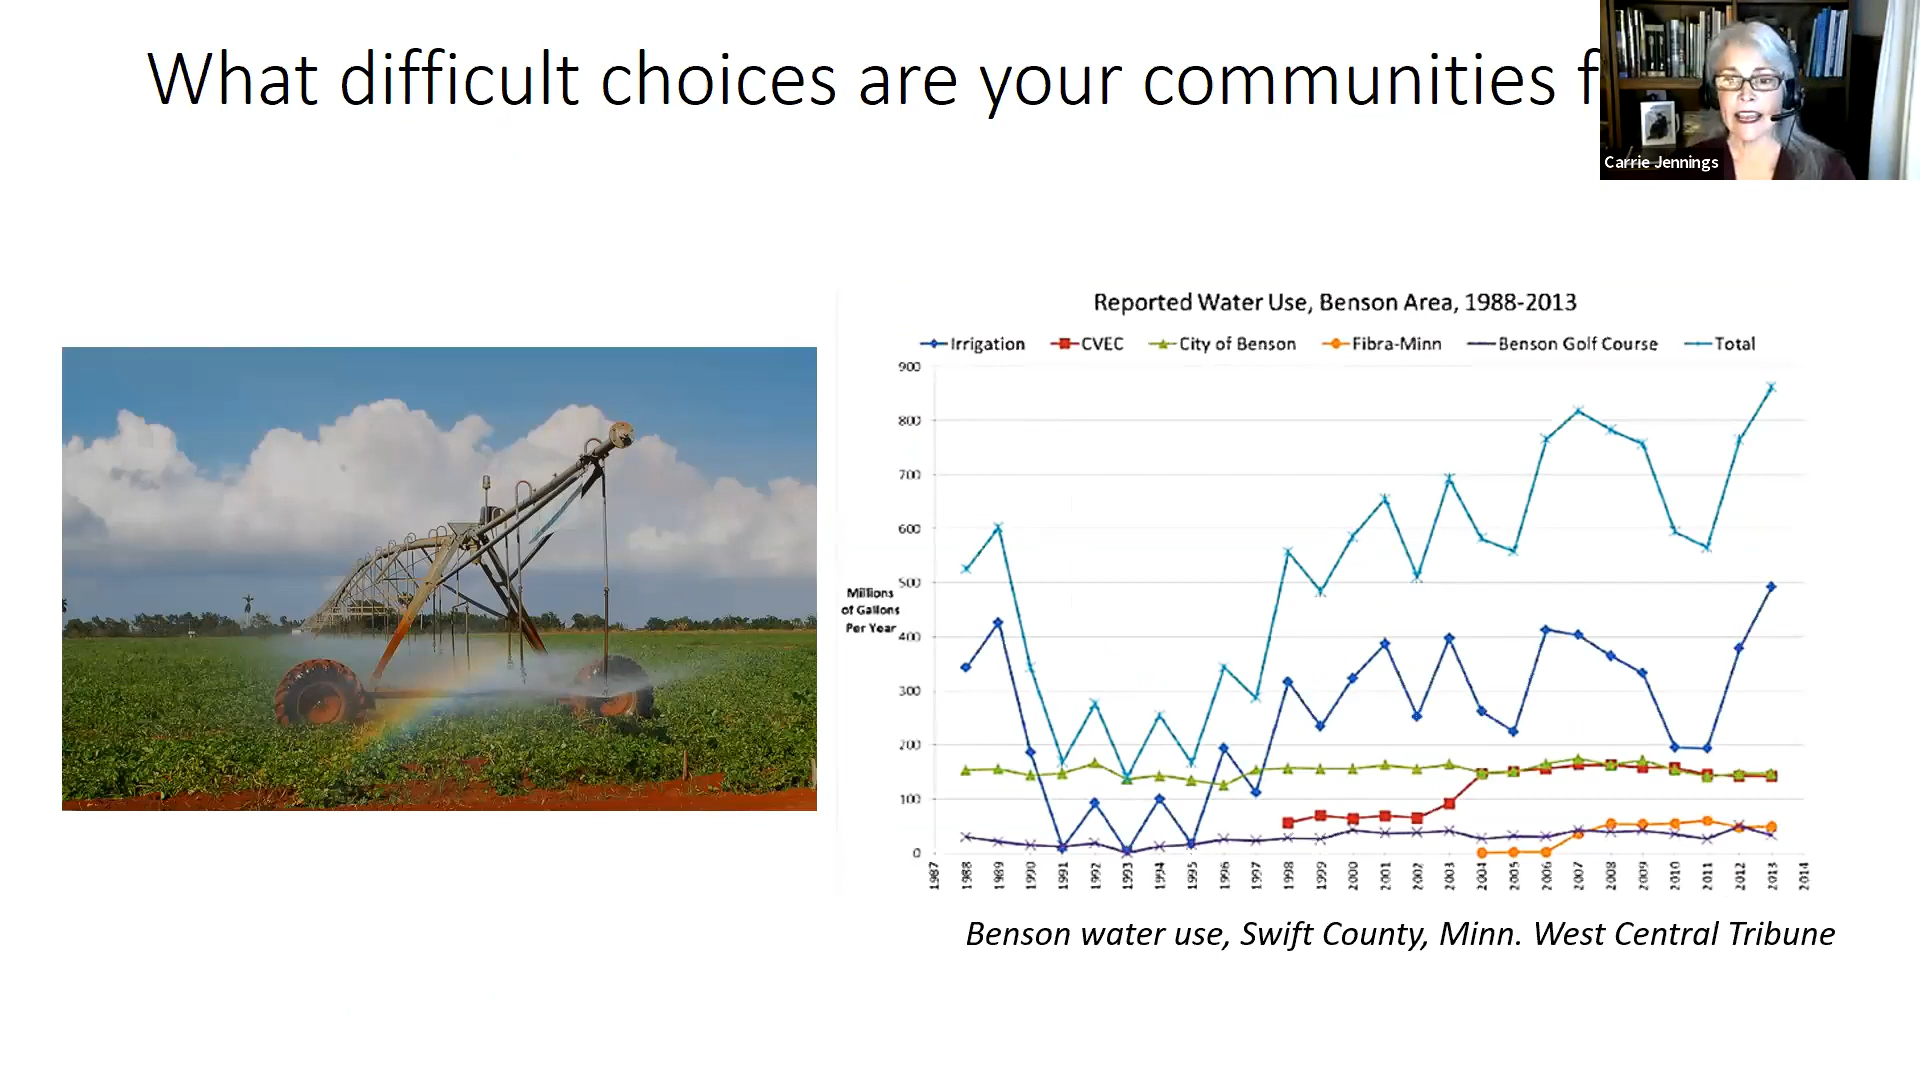 What difficult choices are your communities f
Carrie Jennings
Reported Water Use, Benson Area, 1988-2013
Irrigation CVEC City of Benson Fibra-Minn Benson Golf Course Total
900
800
700
600
500
400
300
200
100
0
Millions
of Gallons
Per Year
1987 1988 1989 1990 1991 1992 1993 1994 1995 1996 1997 1998 1999 2000 2001 2002 2003 2004 2005 2006 2007 2008 2009 2010 2011 2012 2013 2014
Benson water use, Swift County, Minn. West Central Tribune